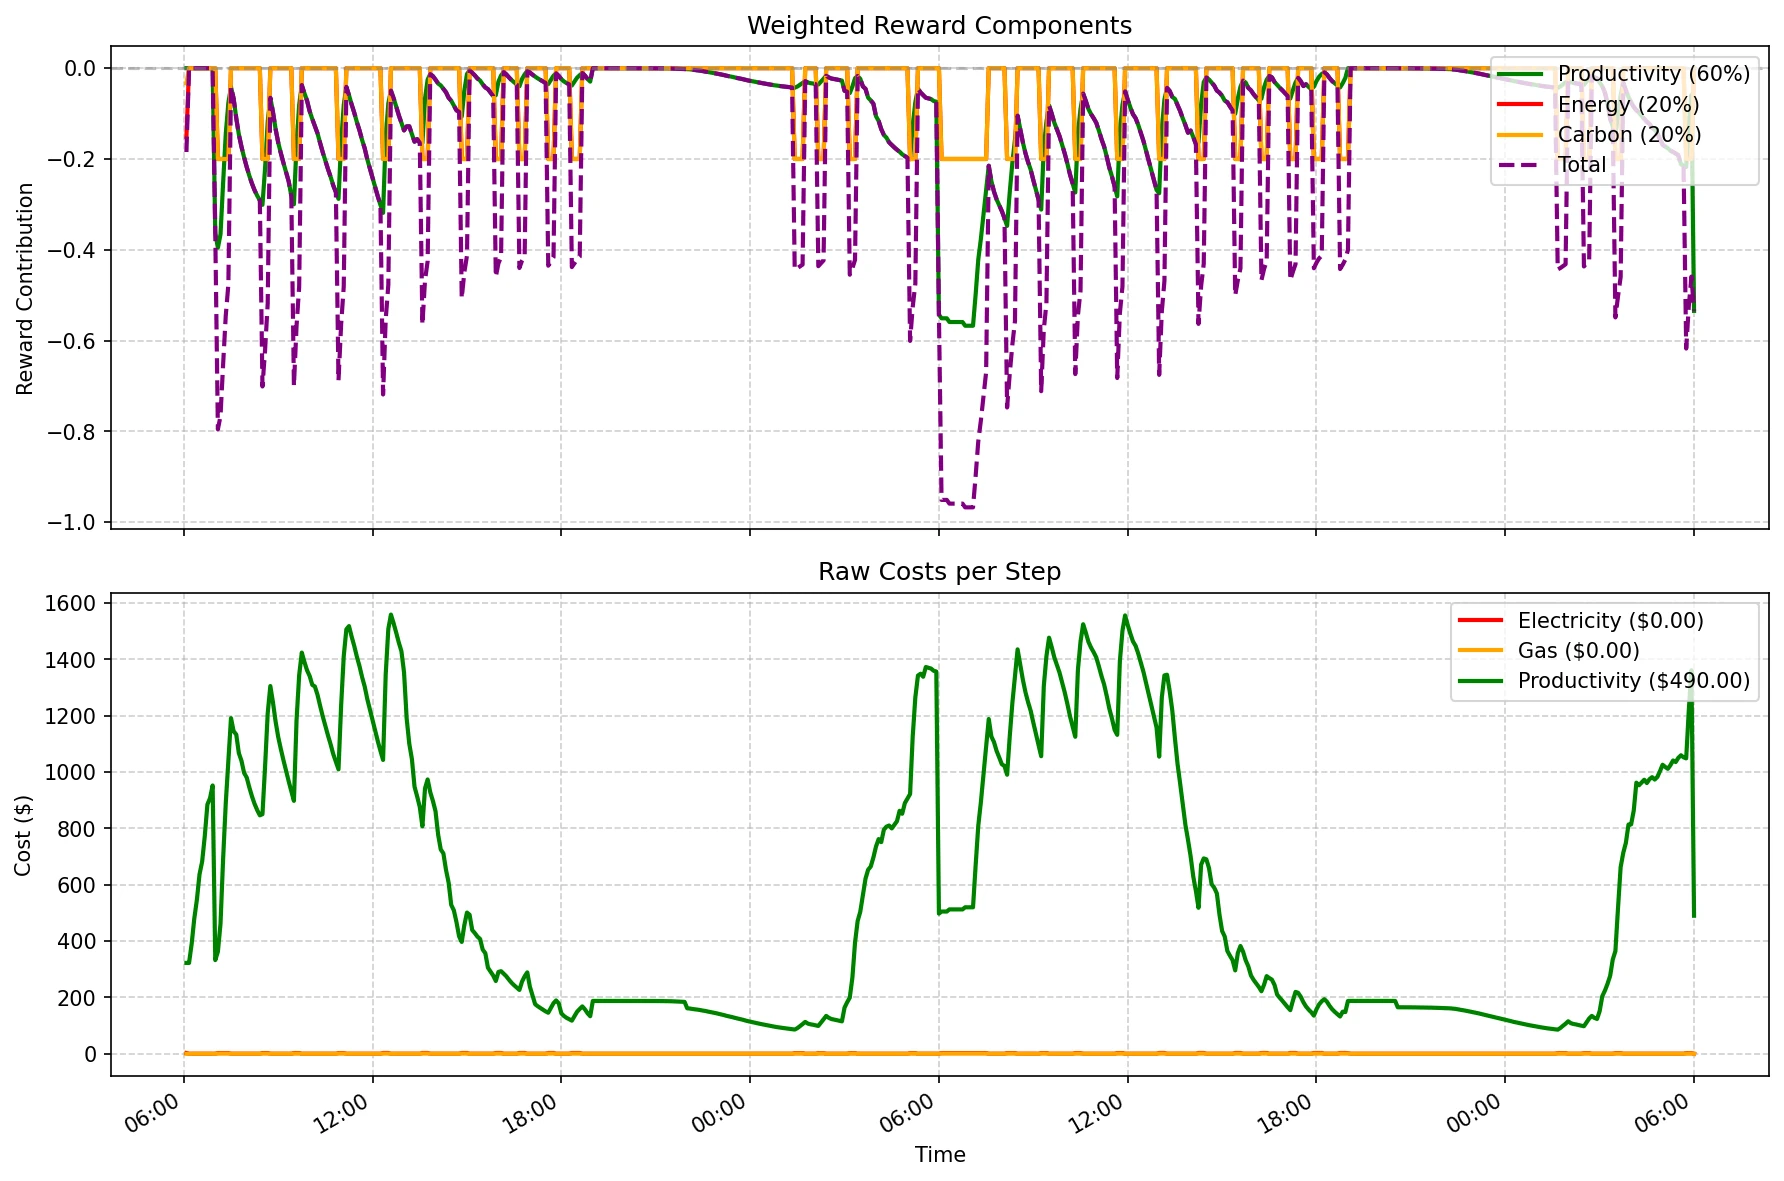 Weighted Reward Components
Reward Contribution
0.0
−0.2
−0.4
−0.6
−0.8
−1.0
Productivity (60%)
Energy (20%)
Carbon (20%)
Total
Raw Costs per Step
Cost ($)
1600
1400
1200
1000
800
600
400
200
0
Electricity ($0.00)
Gas ($0.00)
Productivity ($490.00)
06:00
12:00
18:00
00:00
06:00
12:00
18:00
00:00
06:00
Time